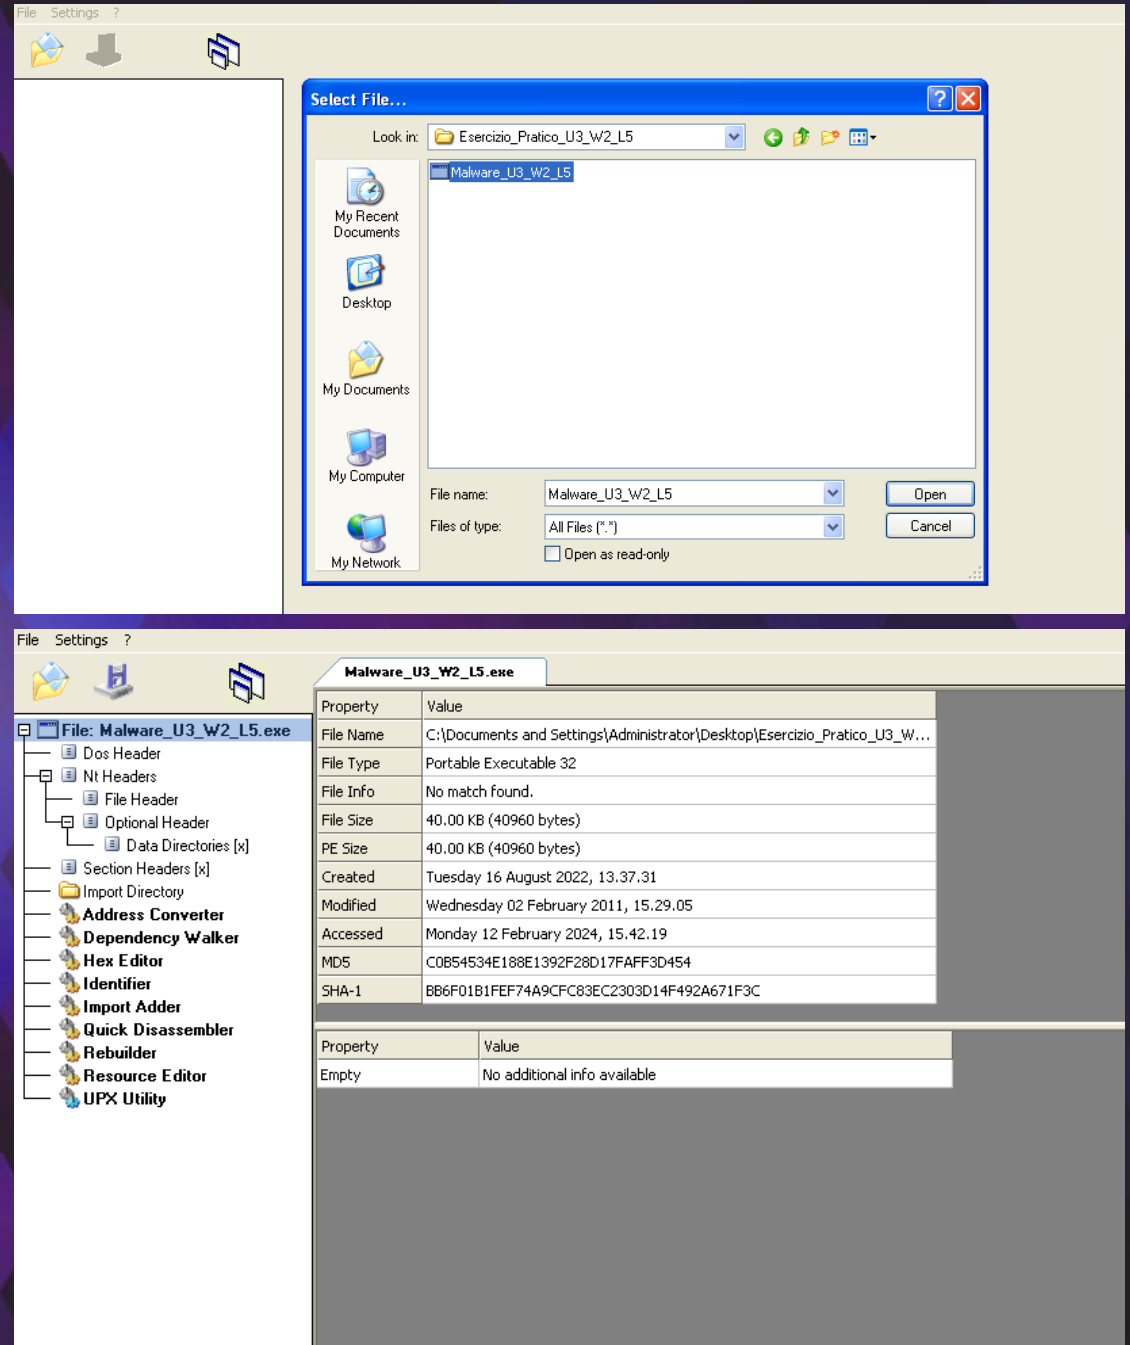 File Settings ?
Select File...
Look in: Esercizio_Pratico_U3_W2_L5
Malware_U3_W2_L5
My Recent
Documents
Desktop
My Documents
My Computer
My Network
File name: Malware_U3_W2_L5 Open
Files of type: All Files (*.*) Cancel
Open as read-only
File Settings ?
Malware_U3_W2_L5.exe
File: Malware_U3_W2_L5.exe
Dos Header
Nt Headers
File Header
Optional Header
Data Directories [x]
Section Headers [x]
Import Directory
Address Converter
Dependency Walker
Hex Editor
Identifier
Import Adder
Quick Disassembler
Rebuilder
Resource Editor
UPX Utility
Property Value
File Name C:\Documents and Settings\Administrator\Desktop\Esercizio_Pratico_U3_W...
File Type Portable Executable 32
File Info No match found.
File Size 40.00 KB (40960 bytes)
PE Size 40.00 KB (40960 bytes)
Created Tuesday 16 August 2022, 13.37.31
Modified Wednesday 02 February 2011, 15.29.05
Accessed Monday 12 February 2024, 15.42.19
MD5 C0B54534E188E1392F28D17FAFF3D454
SHA-1 BB6F01B1FEF74A9CFC83EC2303D14F492A671F3C
Property Value
Empty No additional info available